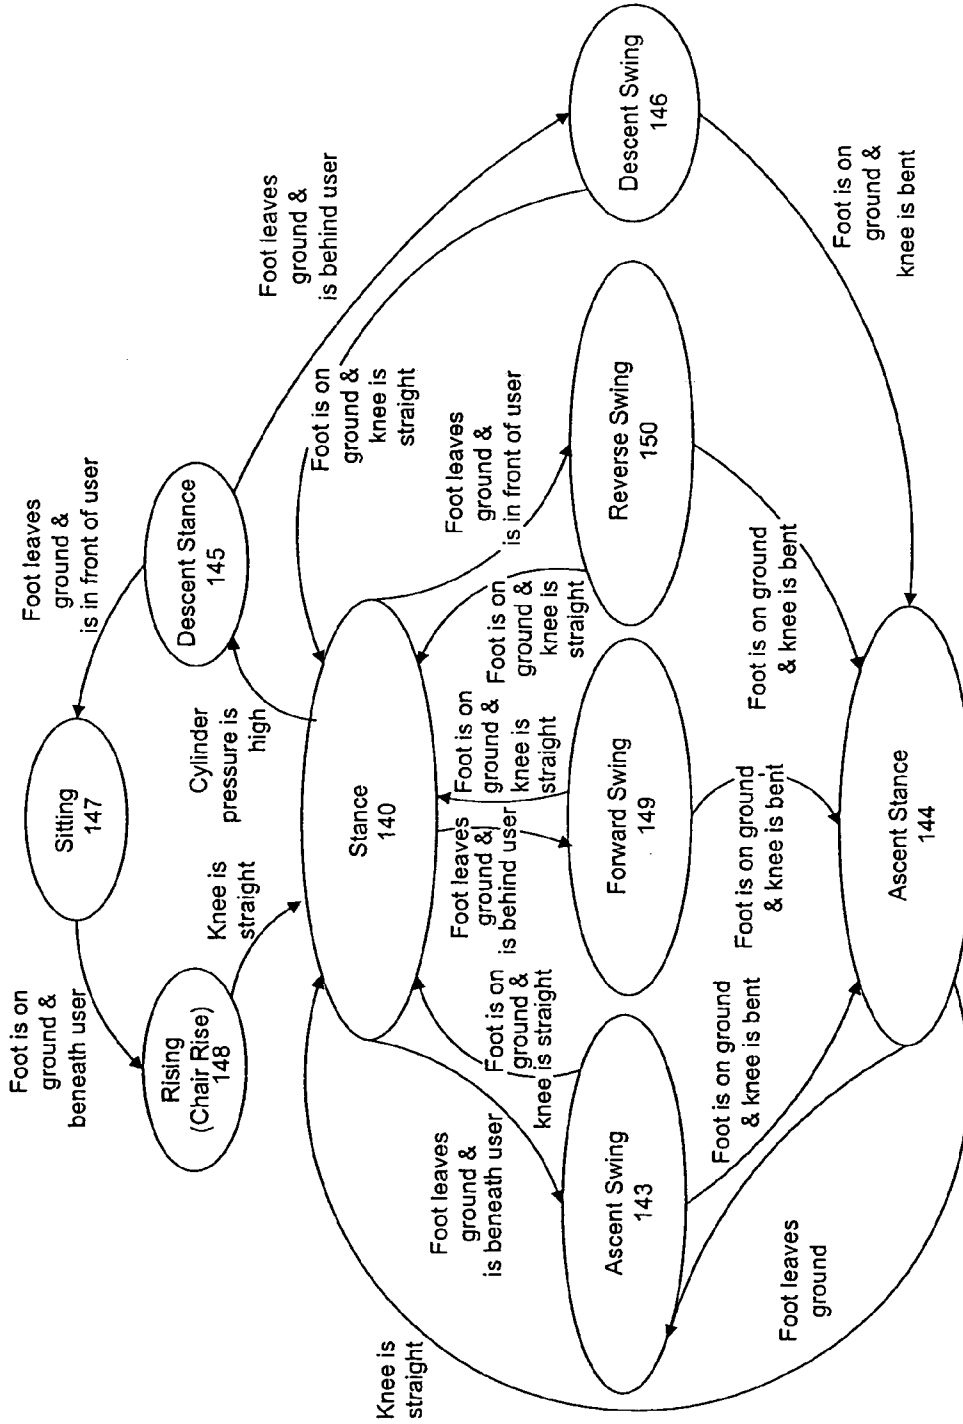 Foot leaves
ground &
is in front of user
Sitting
147
Foot is on
ground &
beneath user
Rising
(Chair Rise)
148
Knee is
straight
Cylinder
pressure is
high
Descent Stance
145
Foot leaves
ground &
is behind user
Foot is on
ground &
knee is
straight
Stance
140
Foot leaves
ground &
is in front of user
Foot is on
ground &
knee is
straight
Foot is on
ground &
knee is
straight
Foot leaves
ground &
is behind user
Foot is on
ground &
knee is straight
Foot leaves
ground &
is beneath user
Knee is
straight
Ascent Swing
143
Forward Swing
149
Reverse Swing
150
Descent Swing
146
Foot is on
ground &
knee is bent
Foot is on ground
& knee is bent
Foot is on ground
& knee is bent
Foot is on ground
& knee is bent
Foot leaves
ground
Ascent Stance
144